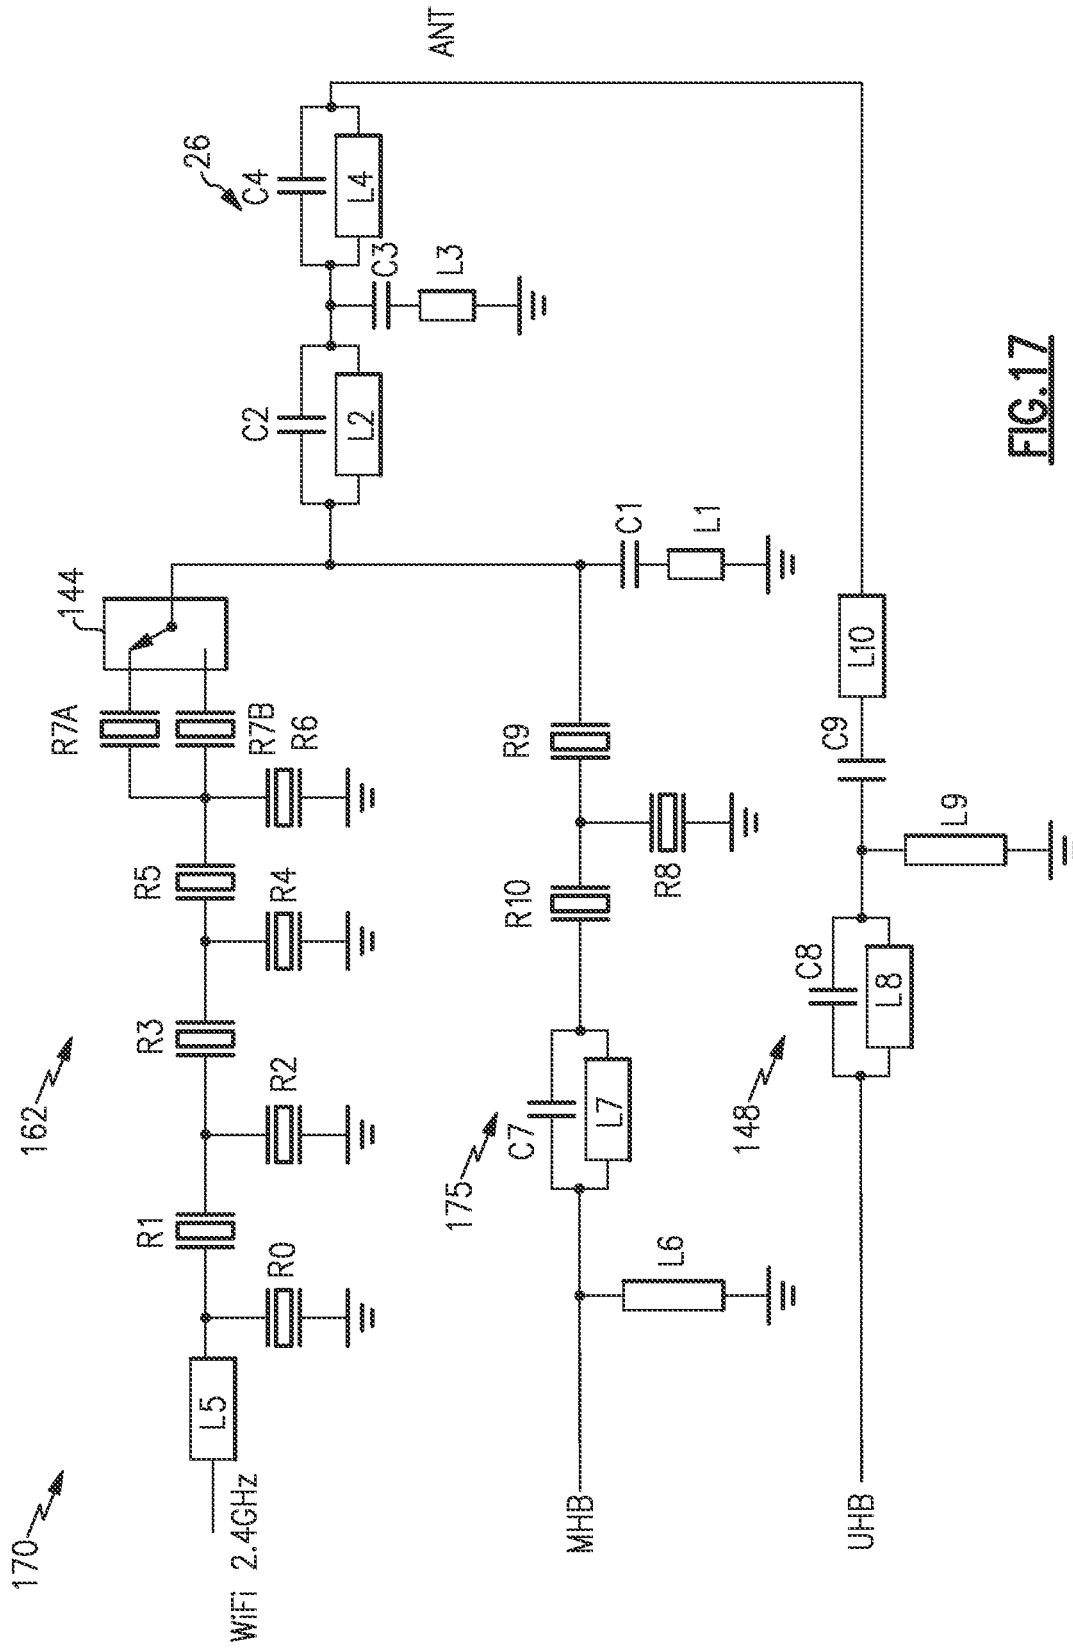 170
162
WiFi 2.4GHz
L5
R0
R1
R2
R3
R4
R5
R6
R7A
R7B
144
C2
L2
26
C4
L4
C3
L3
ANT
C1
L1
175
MHB
L6
C7
L7
R10
R8
R9
148
UHB
C8
L8
L9
C9
L10
FIG.17